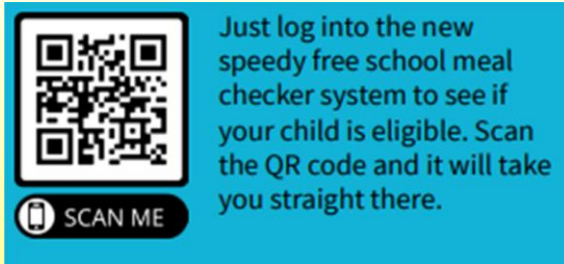 Just log into the new
speedy free school meal
checker system to see if
your child is eligible. Scan
the QR code and it will take
you straight there.
SCAN ME